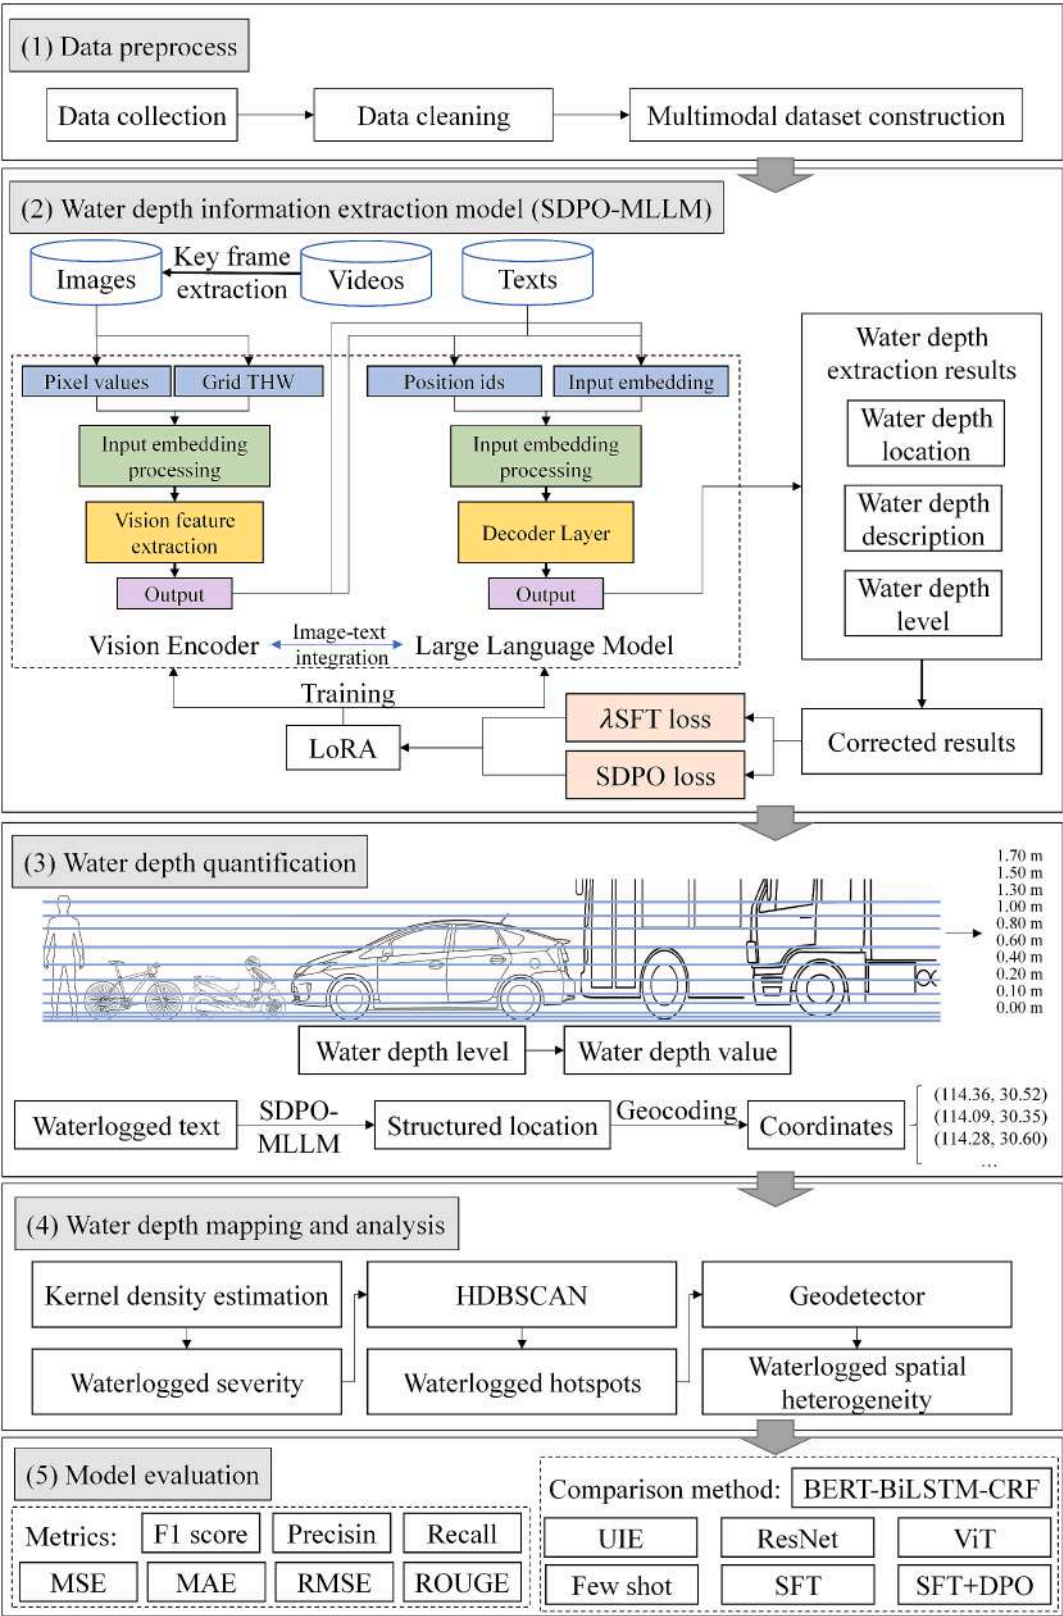 (1) Data preprocess
Data collection
Data cleaning
Multimodal dataset construction
(2) Water depth information extraction model (SDPO-MLLM)
Images
Key frame
extraction
Videos
Texts
Pixel values
Grid THW
Position ids
Input embedding
Input embedding
processing
Input embedding
processing
Vision feature
extraction
Decoder Layer
Output
Output
Vision Encoder
Image-text
integration
Large Language Model
Water depth
extraction results
Water depth
location
Water depth
description
Water depth
level
Training
LoRA
λSFT loss
SDPO loss
Corrected results
(3) Water depth quantification
1.70 m
1.50 m
1.30 m
1.00 m
0.80 m
0.60 m
0.40 m
0.20 m
0.10 m
0.00 m
Water depth level
Water depth value
Waterlogged text
SDPO-
MLLM
Structured location
Geocoding
Coordinates
(114.36, 30.52)
(114.09, 30.35)
(114.28, 30.60)
...
(4) Water depth mapping and analysis
Kernel density estimation
HDBSCAN
Geodetector
Waterlogged severity
Waterlogged hotspots
Waterlogged spatial
heterogeneity
(5) Model evaluation
Metrics:
F1 score
Precisin
Recall
MSE
MAE
RMSE
ROUGE
Comparison method:
BERT-BiLSTM-CRF
UIE
ResNet
ViT
Few shot
SFT
SFT+DPO